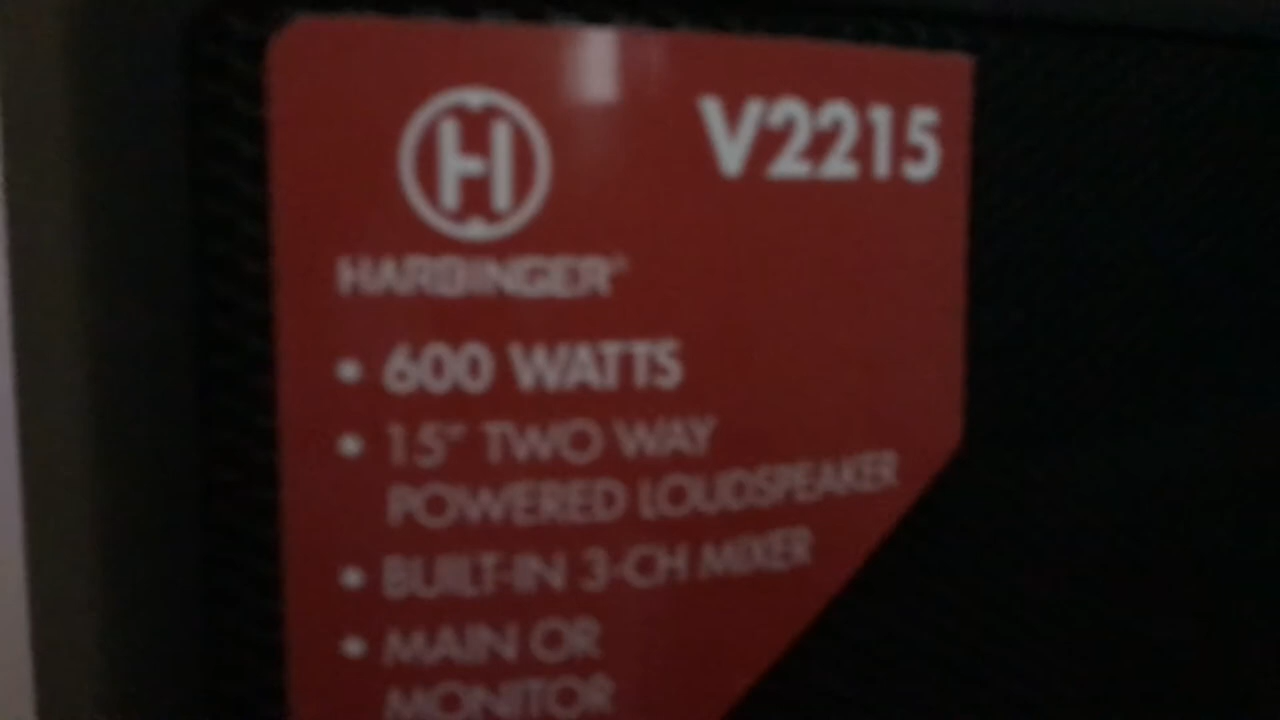 H
V2215
HARBINGER
• 600 WATTS
• 15" TWO WAY
POWERED LOUDSPEAKER
• BUILT-IN 3-CH MIXER
• MAIN OR
MONITOR